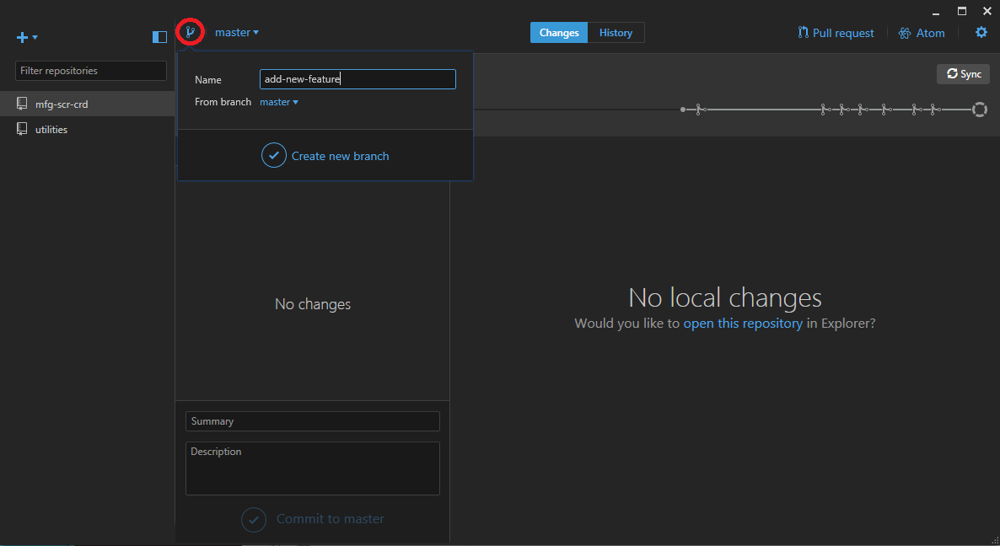 master
Changes
History
Pull request
Atom
Filter repositories
Name
add-new-feature
Sync
From branch
master
mfg-scr-crd
utilities
Create new branch
No changes
No local changes
Would you like to open this repository in Explorer?
Summary
Description
Commit to master